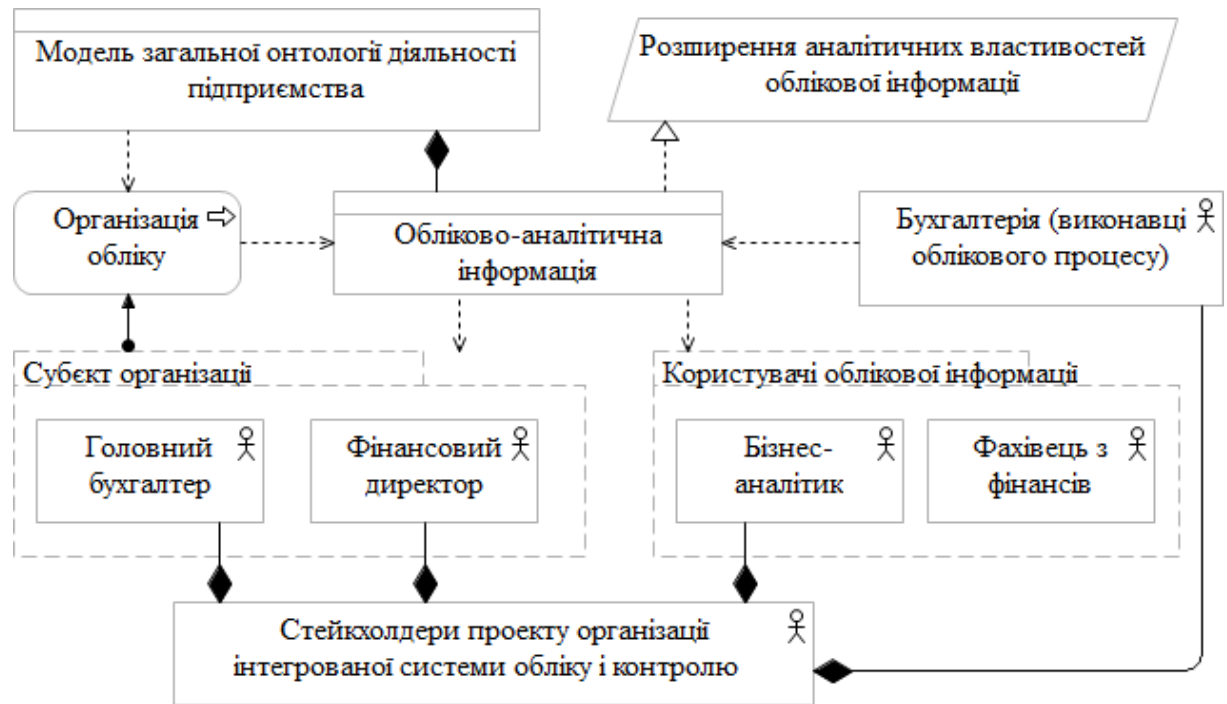 Модель загальної онтології діяльності
підприємства
Розширення аналітичних властивостей
облікової інформації
Організація
обліку
Обліково-аналітична
інформація
Бухгалтерія (виконавці
облікового процесу)
Субєкт організації
Користувачі облікової інформації
Головний
бухгалтер
Фінансовий
директор
Бізнес-
аналітик
Фахівець з
фінансів
Стейкхолдери проекту організації
інтегрованої системи обліку і контролю